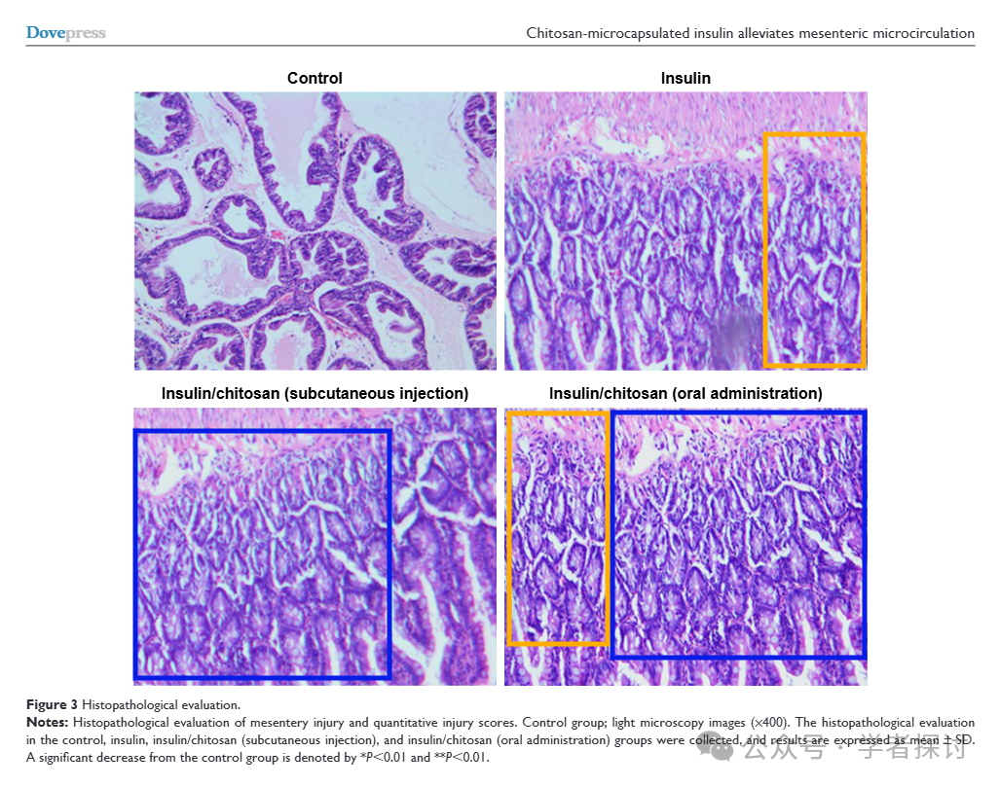 Dovepress
Chitosan-microcapsulated insulin alleviates mesenteric microcirculation
Control
Insulin
Insulin/chitosan (subcutaneous injection)
Insulin/chitosan (oral administration)
Figure 3 Histopathological evaluation.
Notes: Histopathological evaluation of mesentery injury and quantitative injury scores. Control group; light microscopy images (×400). The histopathological evaluation
in the control, insulin, insulin/chitosan (subcutaneous injection), and insulin/chitosan (oral administration) groups were collected, and results are expressed as mean ± SD.
A significant decrease from the control group is denoted by *P<0.01 and **P<0.01.
公众号 · 学者探讨